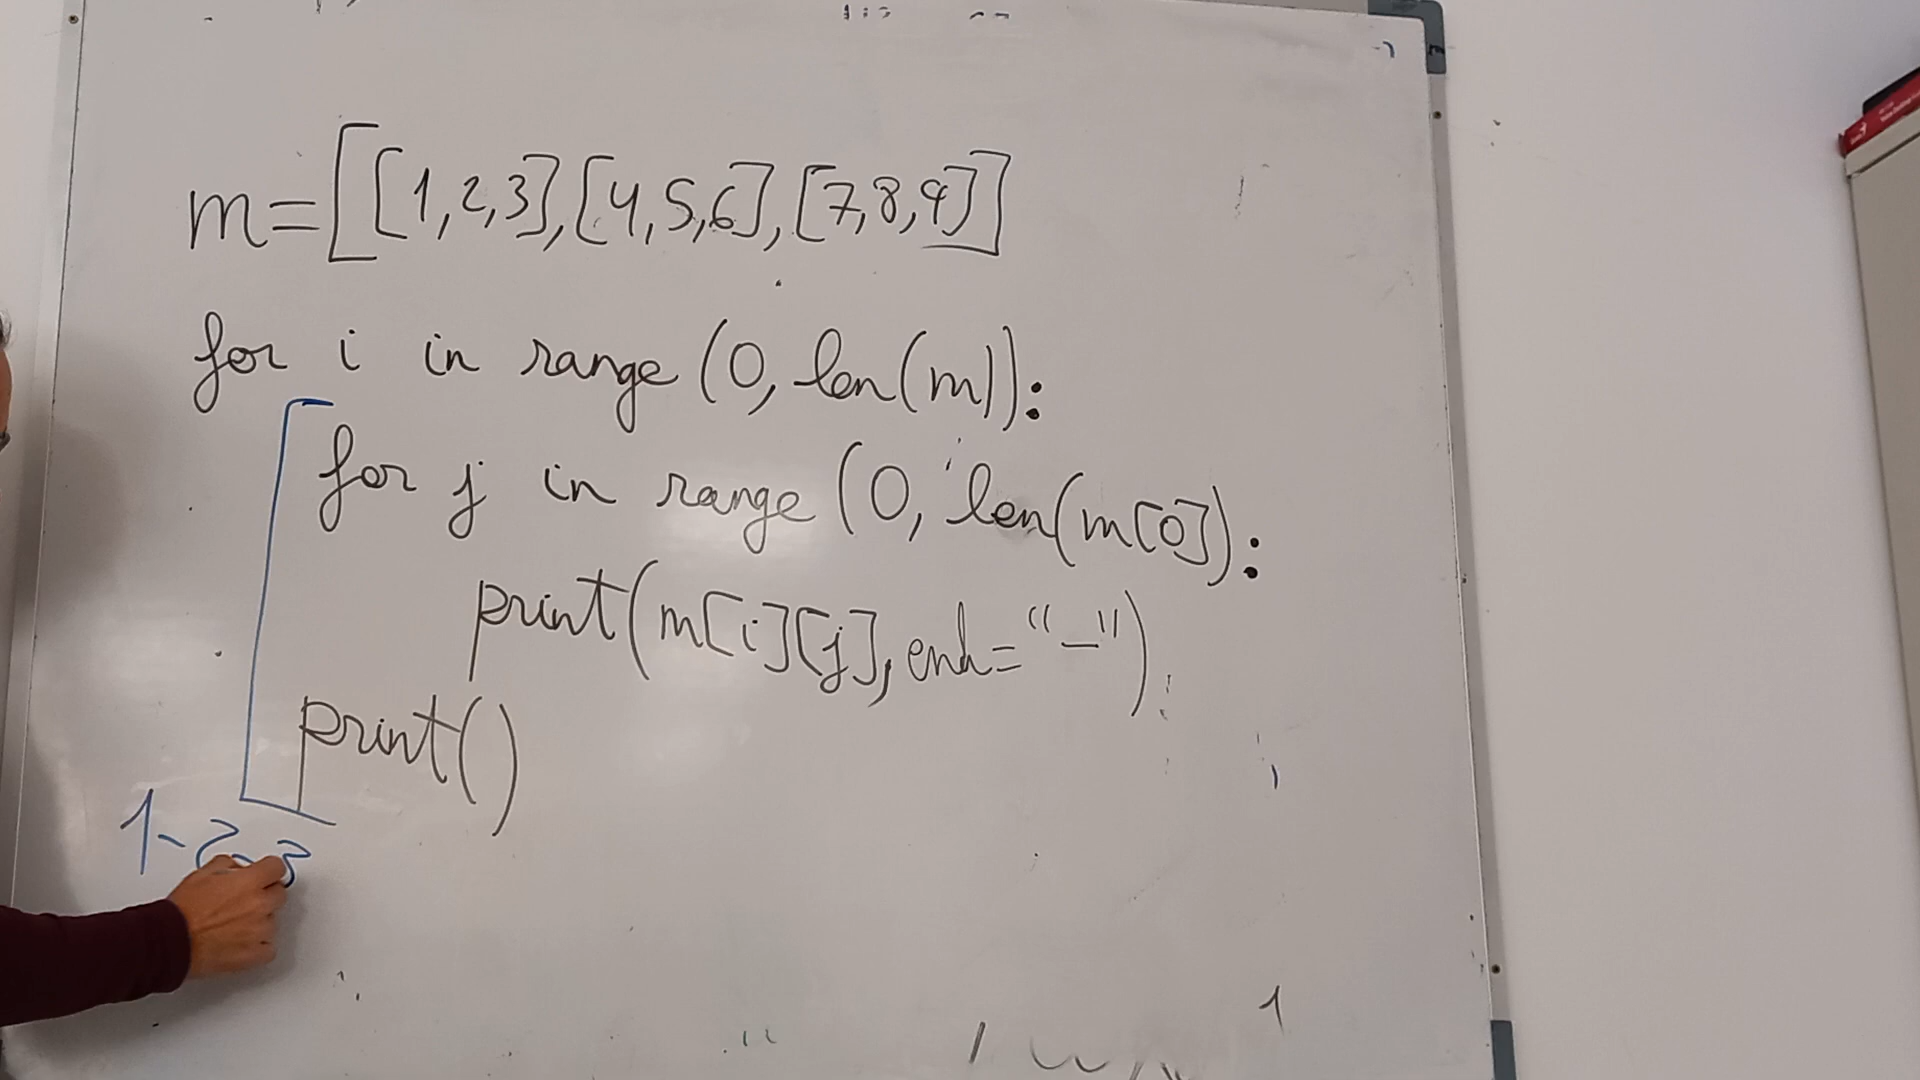 m=[[1,2,3],[4,5,6],[7,8,9]]
for i in range (0, len(m)):
for j in range (0, len(m[0]):
print(m[i][j], end="-")
print()
1-2-3